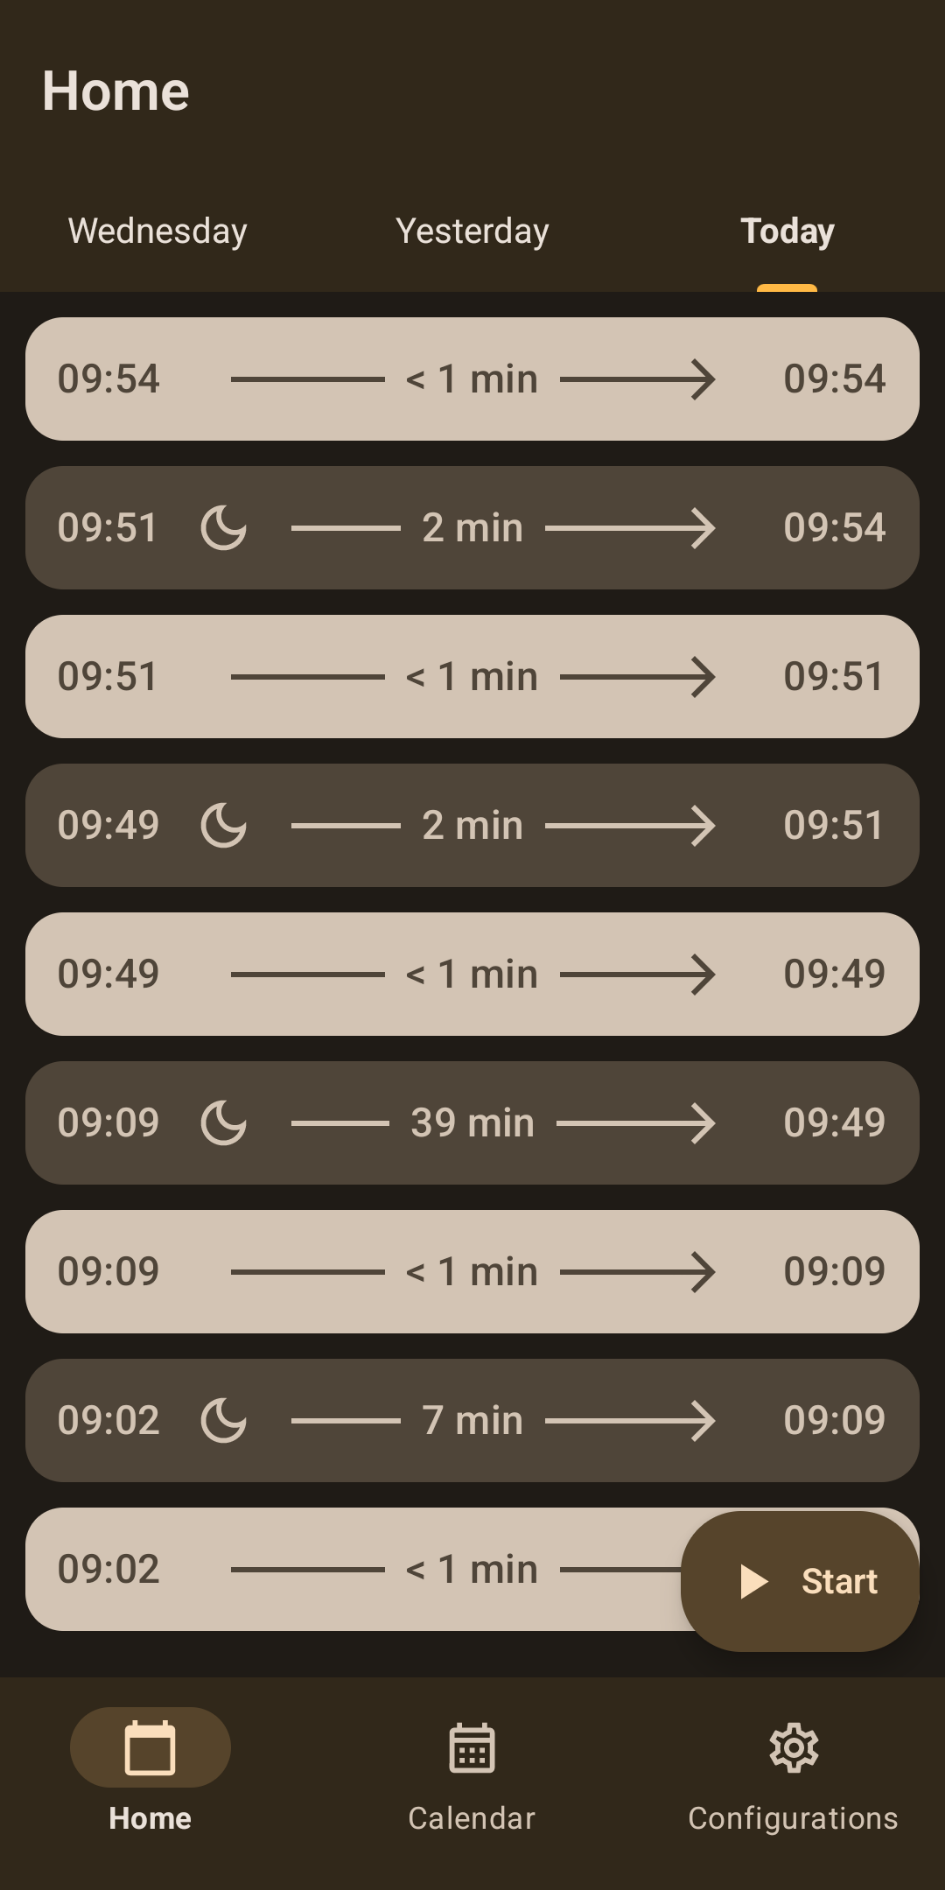 Home
Wednesday Yesterday Today
09:54 < 1 min 09:54
09:51 2 min 09:54
09:51 < 1 min 09:51
09:49 2 min 09:51
09:49 < 1 min 09:49
09:09 39 min 09:49
09:09 < 1 min 09:09
09:02 7 min 09:09
09:02 < 1 min
Start
Home Calendar Configurations